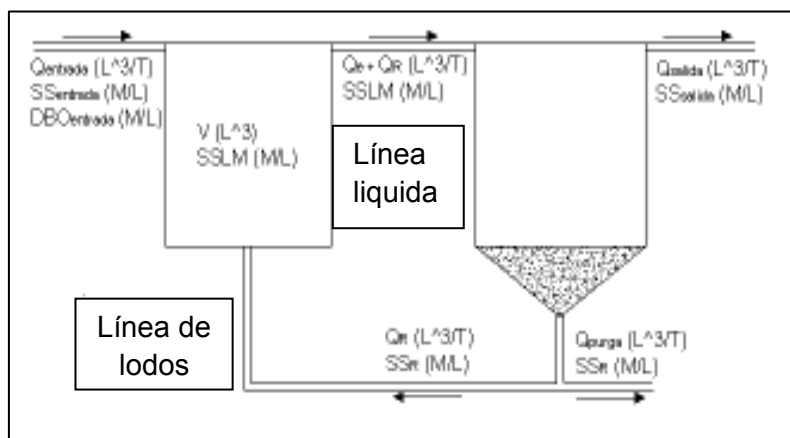 Qentrada (L^3/T)
SSentrada (M/L)
DBOentrada (M/L)
V (L^3)
SSLM (M/L)
Qe + QR (L^3/T)
SSLM (M/L)
Línea
liquida
Qsalida (L^3/T)
SSsalida (M/L)
Línea de
lodos
QR (L^3/T)
SSR (M/L)
Qpurga (L^3/T)
SSR (M/L)